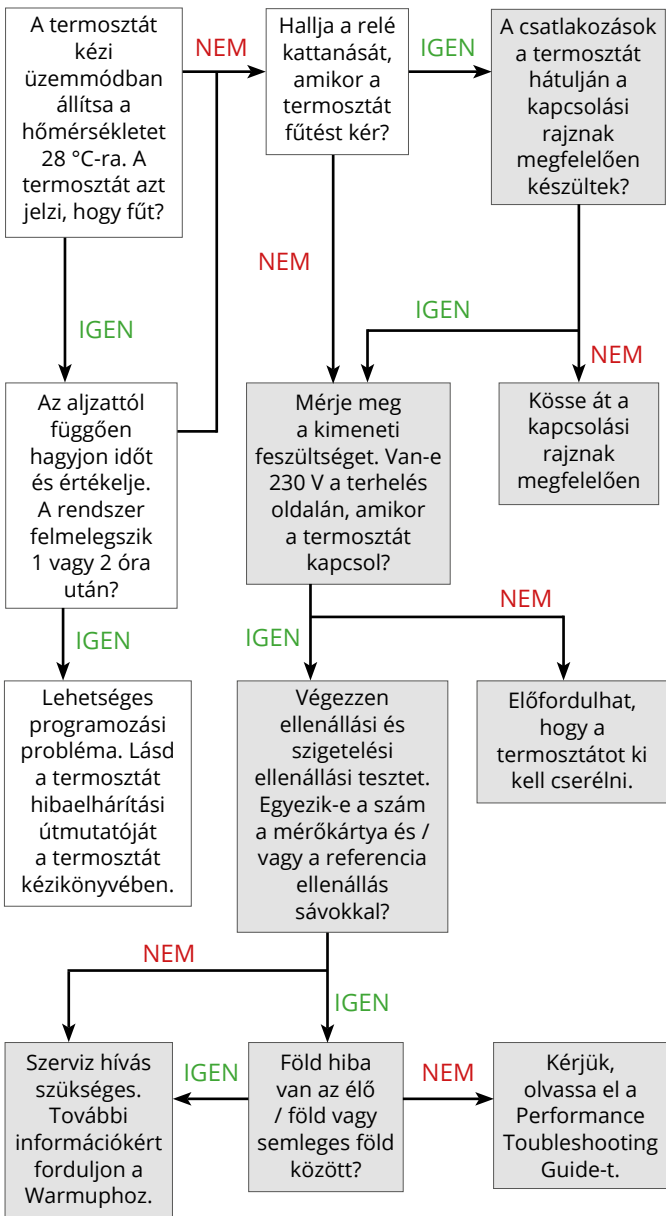 A termosztát
kézi
üzemmódban
állítsa a
hőmérsékletet
28 °C-ra. A
termosztát azt
jelzi, hogy fűt?
NEM
Hallja a relé
kattanását,
amikor a
termosztát
fűtést kér?
IGEN
A csatlakozások
a termosztát
hátulján a
kapcsolási
rajznak
megfelelően
készültek?
IGEN
NEM
IGEN
NEM
Az aljzattól
függően
hagyjon időt
és értékelje.
A rendszer
felmelegszik
1 vagy 2 óra
után?
Mérje meg
a kimeneti
feszültséget. Van-e
230 V a terhelés
oldalán, amikor
a termosztát
kapcsol?
Kösse át a
kapcsolási
rajznak
megfelelően
IGEN
IGEN
NEM
Lehetséges
programozási
probléma. Lásd
a termosztát
hibaelhárítási
útmutatóját
a termosztát
kézikönyvében.
Végezzen
ellenállási és
szigetelési
ellenállási tesztet.
Egyezik-e a szám
a mérőkártya és /
vagy a referencia
ellenállás
sávokkal?
Előfordulhat,
hogy a
termosztátot ki
kell cserélni.
NEM
IGEN
Szerviz hívás
szükséges.
További
információkért
forduljon a
Warmuphoz.
IGEN
Föld hiba
van az élő
/ föld vagy
semleges föld
között?
NEM
Kérjük,
olvassa el a
Performance
Toubleshooting
Guide-t.